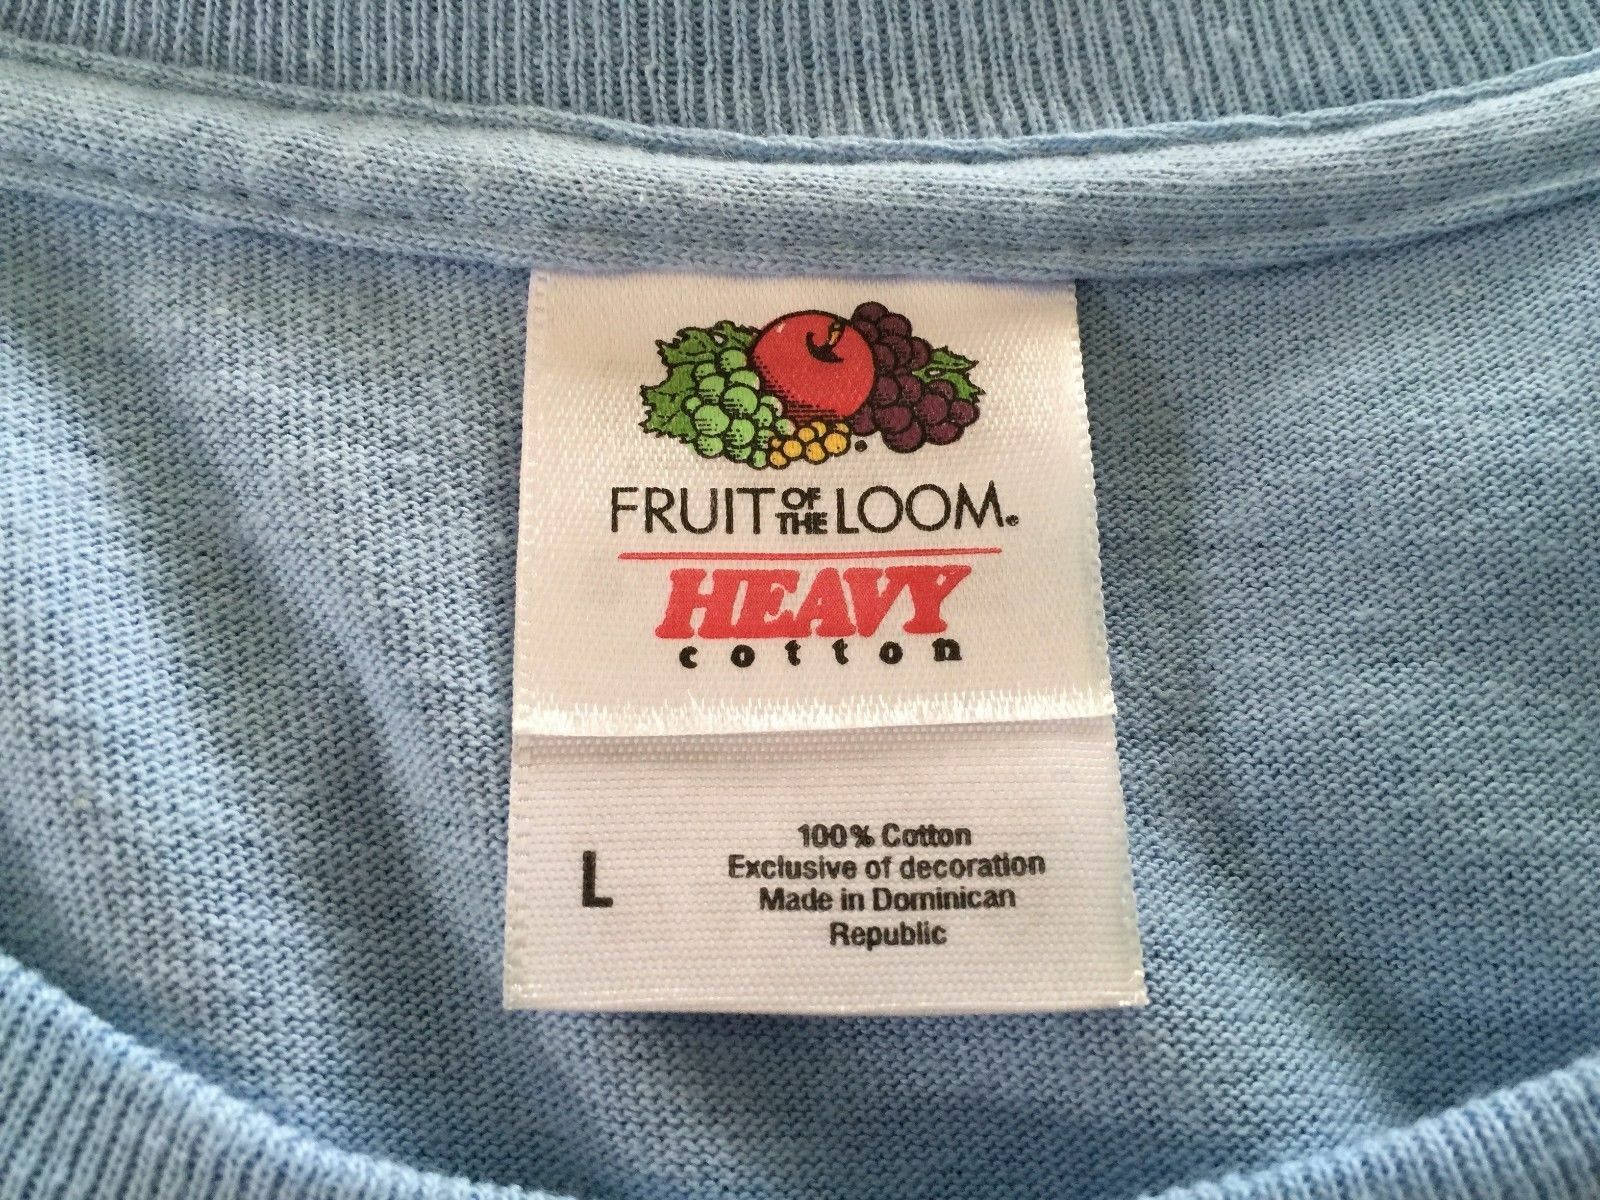 FRUIT OF THE LOOM®
HEAVY
cotton
L
100% Cotton
Exclusive of decoration
Made in Dominican
Republic